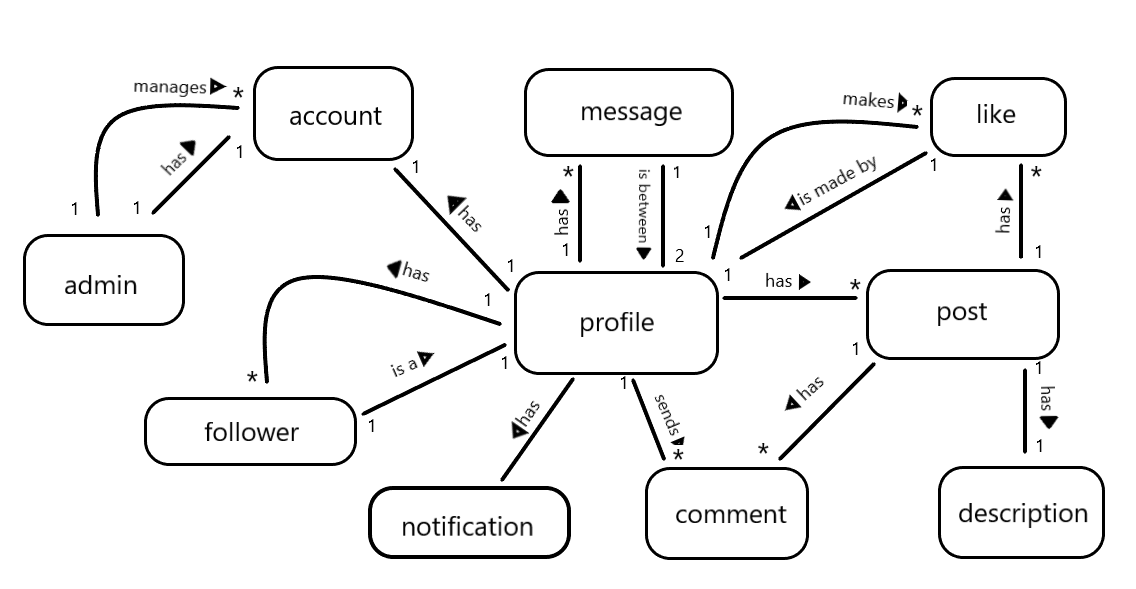 manages
*
account
message
makes
*
like
has
1
1
*
has
is between
1
is made by
1
*
has
1
1
has
1
2
1
1
1
admin
has
1
1
profile
has
*
post
is a
1
1
1
*
follower
1
has
1
sends
*
has
*
has
1
notification
comment
description